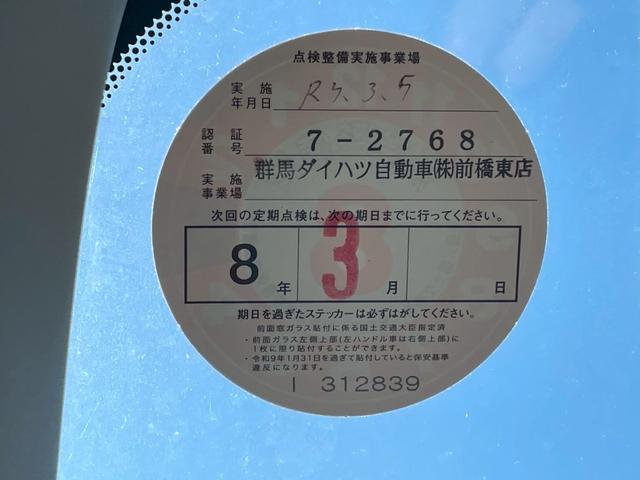 点検整備実施事業場
実施年月日 R7.3.5
認証番号 7-2768
実施事業場 群馬ダイハツ自動車㈱前橋東店
次回の定期点検は、次の期日までに行ってください。
8年 3月 日
期日を過ぎたステッカーは必ずはがしてください。
前面窓ガラス貼付に係る国土交通大臣指定済
・前面ガラス左側上部(左ハンドル車は右側上部)に
1枚に限り貼付することができます。
・令和9年1月31日を過ぎて貼付していると保安基準
違反になります。
I 312839